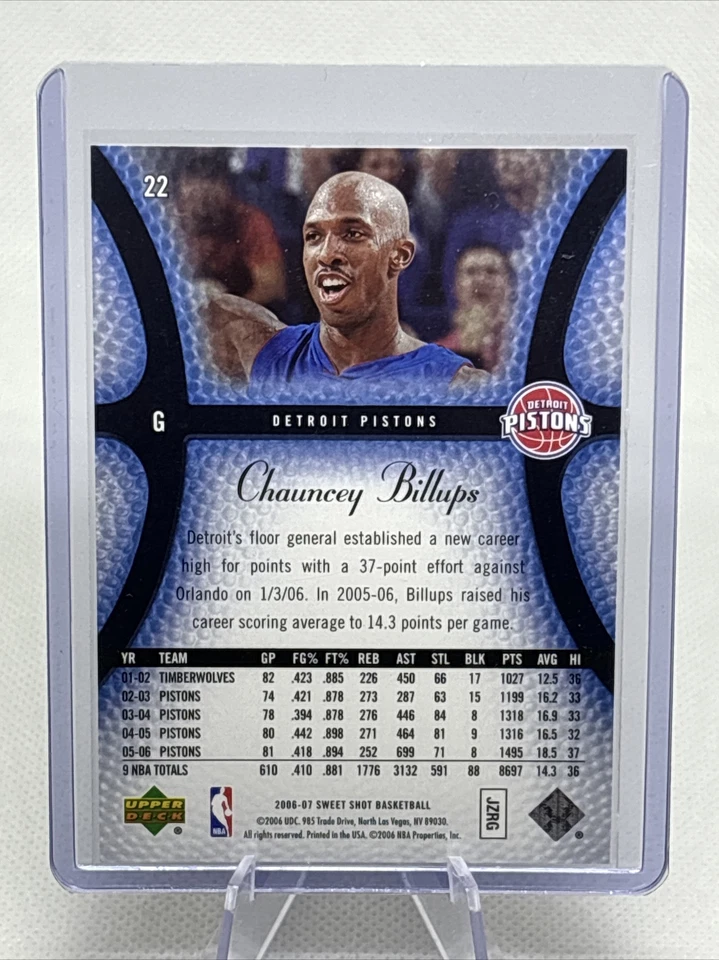 22
DETROIT
PISTONS
G DETROIT PISTONS
Chauncey Billups
Detroit's floor general established a new career
high for points with a 37-point effort against
Orlando on 1/3/06. In 2005-06, Billups raised his
career scoring average to 14.3 points per game.
YR TEAM GP FG% FT% REB AST STL BLK PTS AVG HI
01-02 TIMBERWOLVES 82 .423 .885 226 450 66 17 1027 12.5 36
02-03 PISTONS 74 .421 .878 273 287 63 15 1199 16.2 33
03-04 PISTONS 78 .394 .878 276 446 84 8 1318 16.9 33
04-05 PISTONS 80 .442 .898 271 464 81 9 1316 16.5 32
05-06 PISTONS 81 .418 .894 252 699 71 8 1495 18.5 37
9 NBA TOTALS 610 .410 .881 1776 3132 591 88 8697 14.3 36
UPPER
DECK
®
NBA
2006-07 SWEET SHOT BASKETBALL
©2006 UDC. 985 Trade Drive, North Las Vegas, NV 89030.
All rights reserved. Printed in the USA. ©2006 NBA Properties, Inc.
JZRG
®